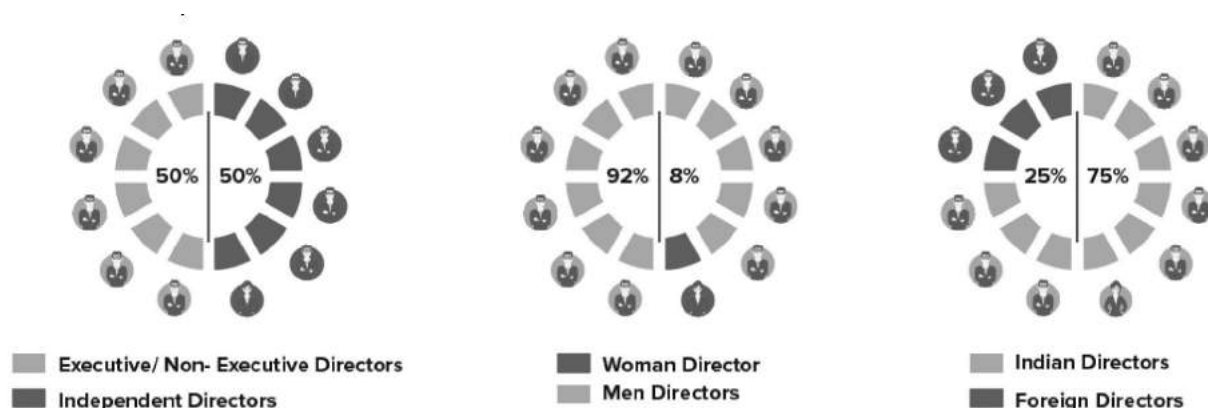 50% 50%
Executive/ Non- Executive Directors
Independent Directors
92% 8%
Woman Director
Men Directors
25% 75%
Indian Directors
Foreign Directors